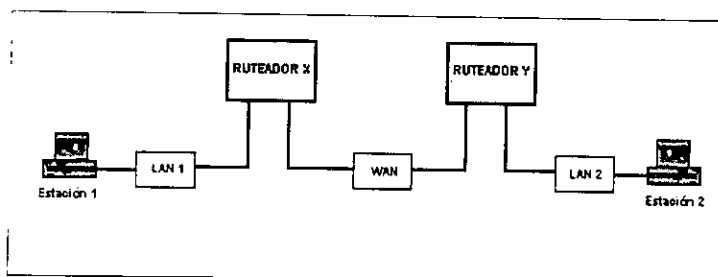 RUTEADOR X
RUTEADOR Y
LAN 1
WAN
LAN 2
Estación 1
Estación 2